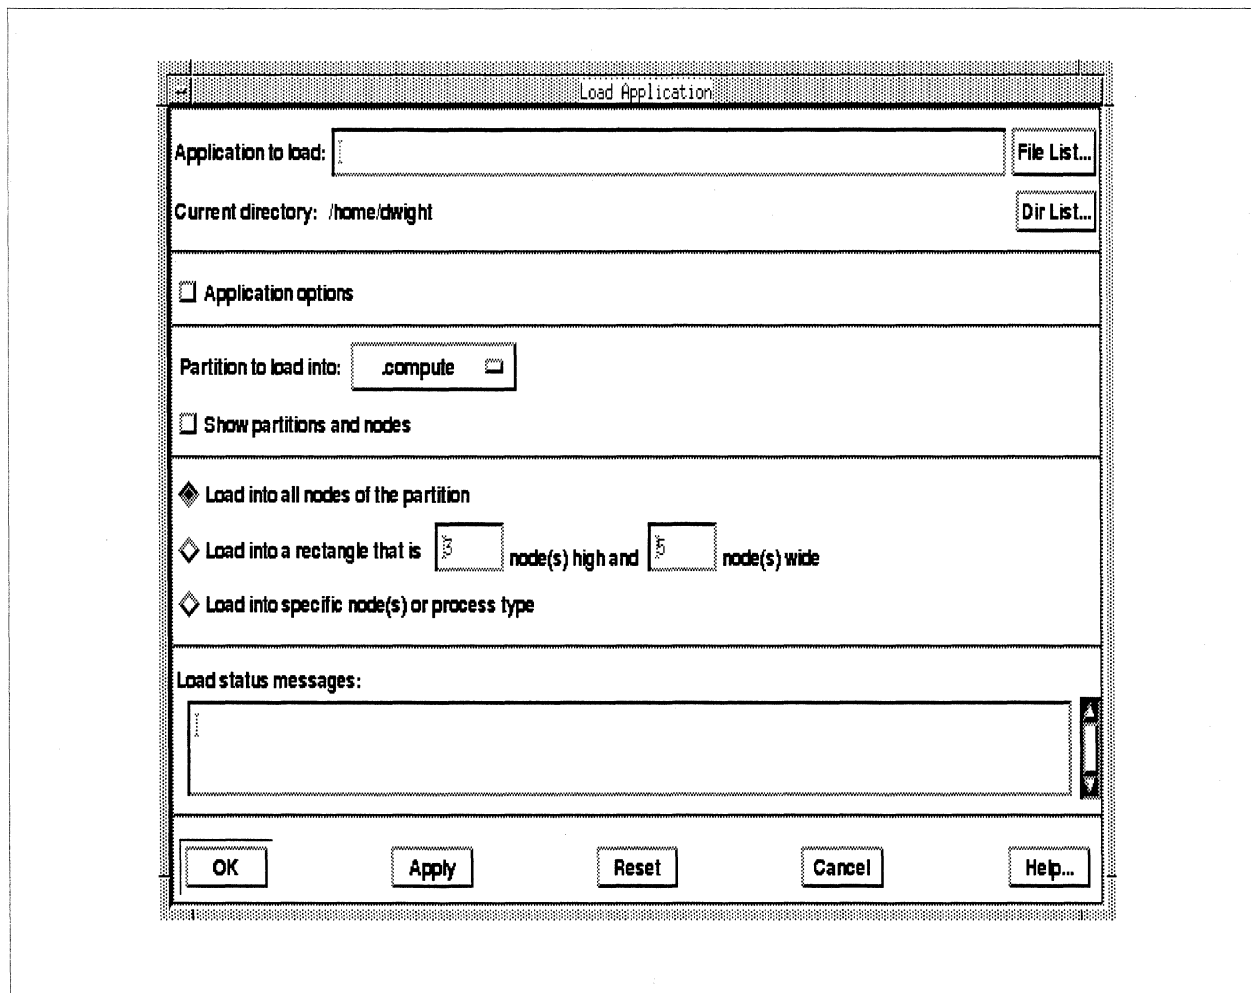 Load Application
Application to load: File List...
Current directory: /home/dwight Dir List...
Application options
Partition to load into: .compute
Show partitions and nodes
Load into all nodes of the partition
Load into a rectangle that is 3 node(s) high and 5 node(s) wide
Load into specific node(s) or process type
Load status messages:
OK Apply Reset Cancel Help...